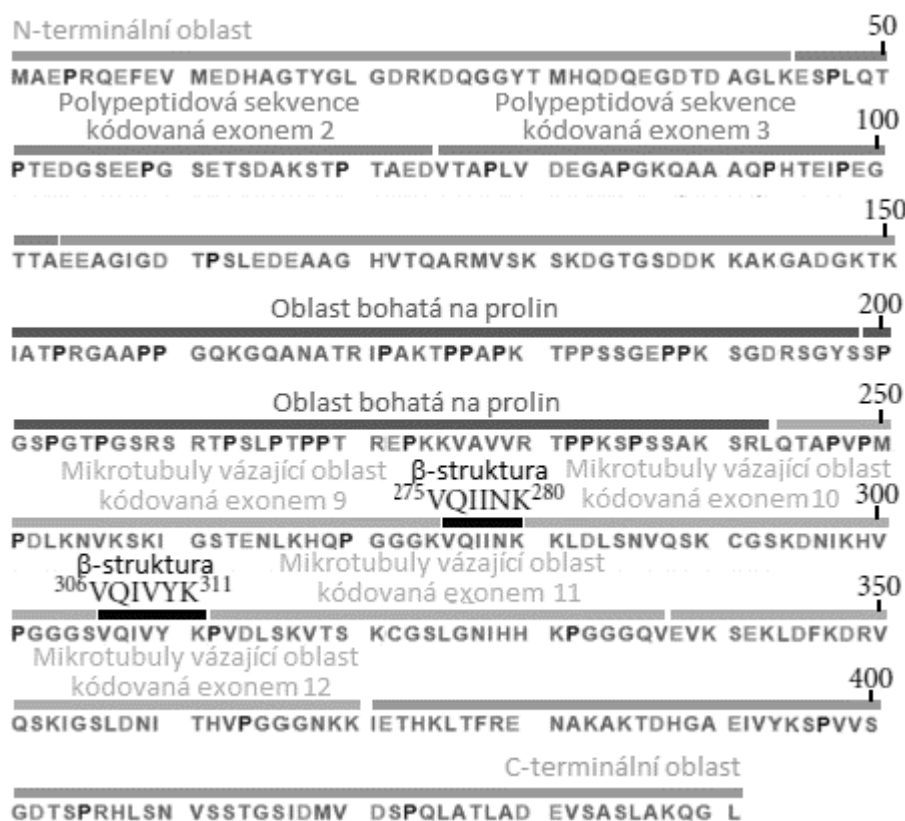 N-terminální oblast 50
MAEPRQEFEV MEDHAGTYGL GDRKDQGGYT MHQDQEGDTD AGLKESPLQT
Polypeptidová sekvence Polypeptidová sekvence
kódovaná exonem 2 kódovaná exonem 3 100
PTEDGSEEPG SETSDAKSTP TAEDVTAPLV DEGAPGKQAA AQPHTEIPEG
150
TTAEEAGIGD TPSLEDEAAG HVTQARMVSK SKDGTGSDDK KAKGADGKTK
Oblast bohatá na prolin 200
IATPRGAAPP GQKGQANATR IPAKTPPAPK TPPSSGEPPK SGDRSGYSSP
Oblast bohatá na prolin 250
GSPGTPGSRS RTPSLPTPPT REPKKVAVVR TPPKSPSSAK SRLQTAPVPM
Mikrotubuly vázající oblast β-struktura Mikrotubuly vázající oblast
kódovaná exonem 9 ²⁷⁵VQIINK²⁸⁰ kódovaná exonem 10 300
PDLKNVKSKI GSTENLKHQP GGGKVQIINK KLDLSNVQSK CGSKDNIKHV
β-struktura Mikrotubuly vázající oblast
³⁰⁶VQIVYK³¹¹ kódovaná exonem 11 350
PGGGSVQIVY KPVDLSKVTS KCGSLGNIHH KPGGGQVEVK SEKLDFKDRV
Mikrotubuly vázající oblast
kódovaná exonem 12 400
QSKIGSLDNI THVPGGGNKK IETHKLTFRE NAKAKTDHGA EIVYKSPVVS
C-terminální oblast
GDTSPRHLSN VSSTGSIDMV DSPQLATLAD EVSASLAKQG L